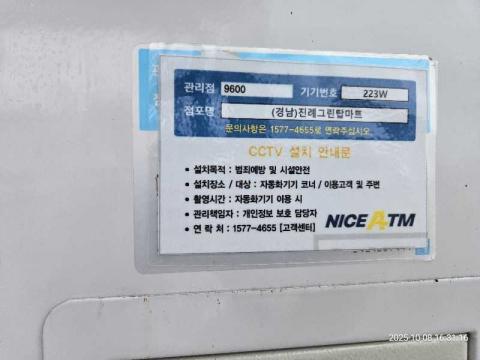 관리점 9600 기기번호 223W
점포명 (경남)진례그린탑마트
문의사항은 1577-4655로 연락주십시오
CCTV 설치 안내문
• 설치목적 : 범죄예방 및 시설안전
• 설치장소 / 대상 : 자동화기기 코너 / 이용고객 및 주변
• 촬영시간 : 자동화기기 이용 시
• 관리책임자 : 개인정보 보호 담당자
• 연 락 처 : 1577-4655 [고객센터]
NICE ATM
2025-10-08 16:31:16